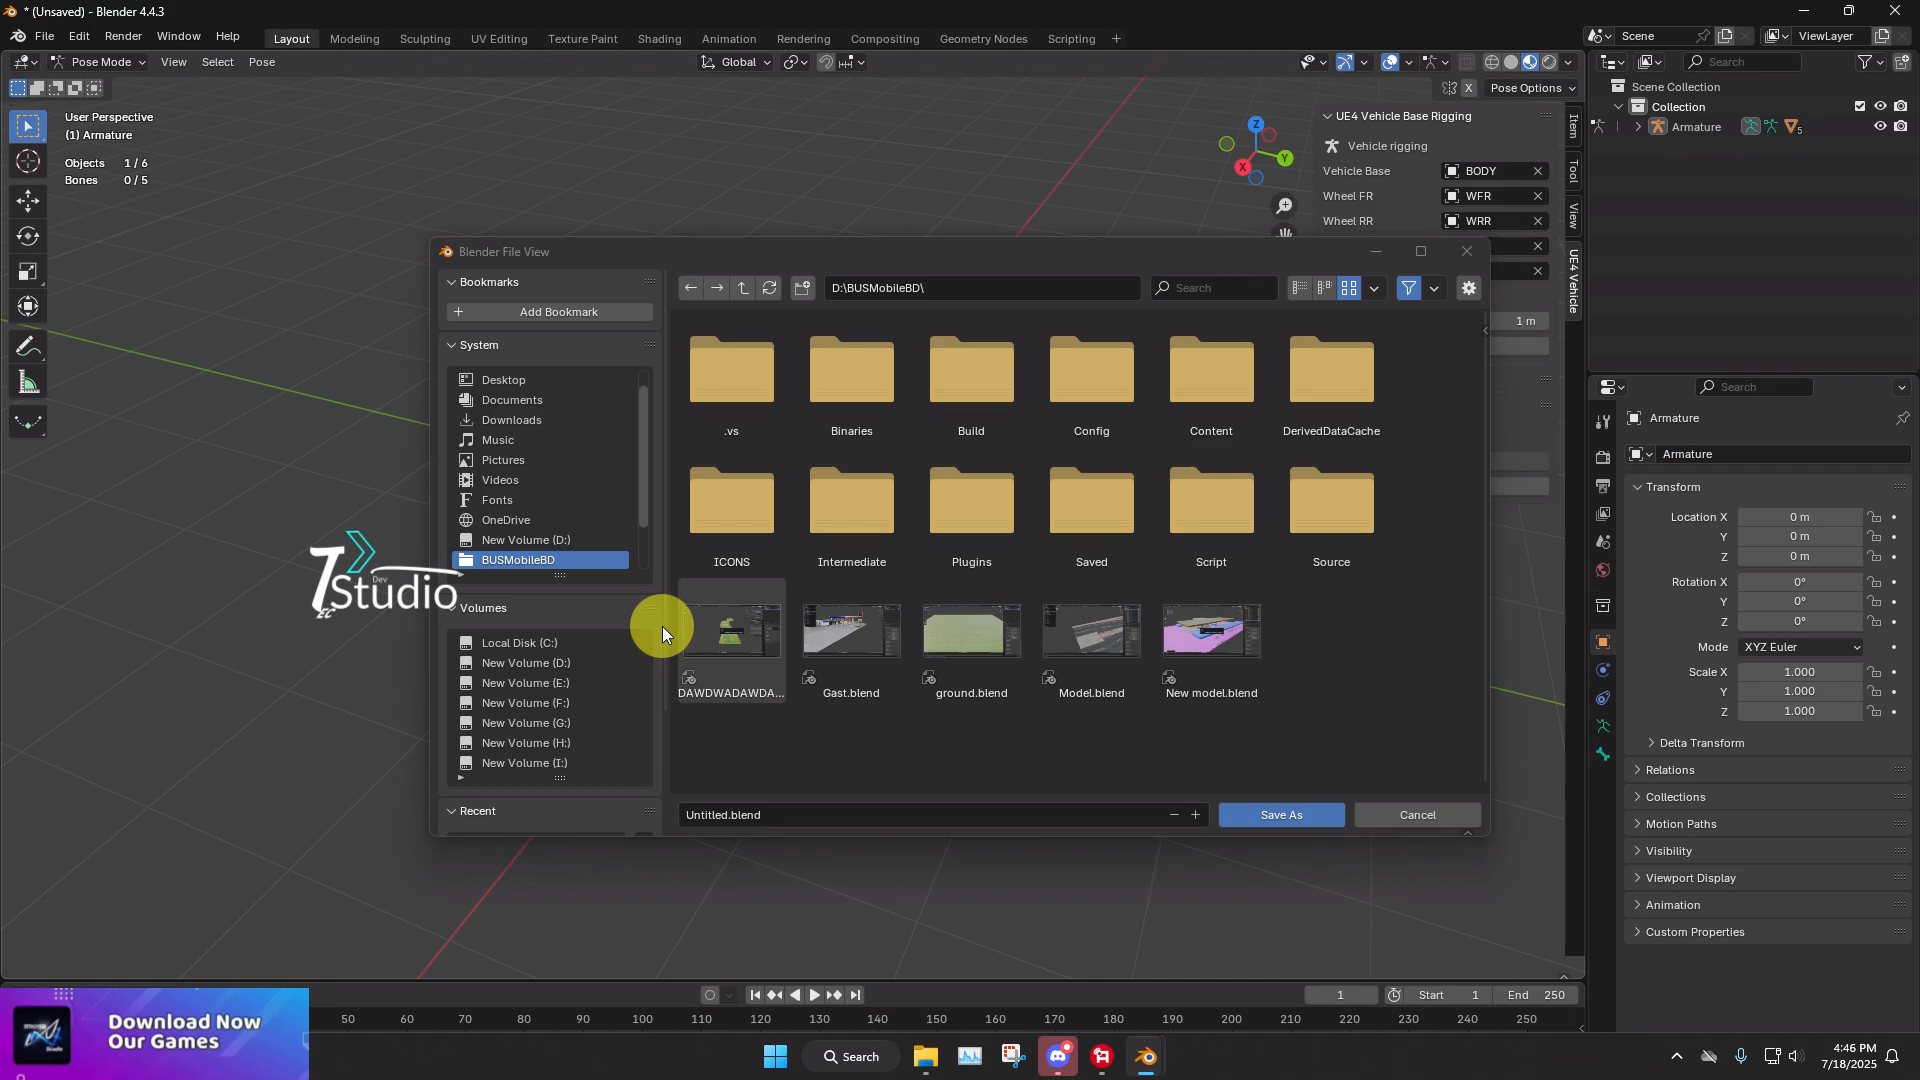 * (Unsaved) - Blender 4.4.3
File Edit Render Window Help
Layout Modeling Sculpting UV Editing Texture Paint Shading Animation Rendering Compositing Geometry Nodes Scripting +
Scene
ViewLayer
Pose Mode View Select Pose
Global
Search
X Pose Options
Scene Collection
Collection
Armature 5
User Perspective
(1) Armature
Objects 1 / 6
Bones 0 / 5
Z
Y
X
UE4 Vehicle Base Rigging
Vehicle rigging
Vehicle Base BODY
Wheel FR WFR
Wheel RR WRR
1 m
Item
Tool
View
UE4 Vehicle
Blender File View
Bookmarks
Add Bookmark
System
Desktop
Documents
Downloads
Music
Pictures
Videos
Fonts
OneDrive
New Volume (D:)
BUSMobileBD
Volumes
Local Disk (C:)
New Volume (D:)
New Volume (E:)
New Volume (F:)
New Volume (G:)
New Volume (H:)
New Volume (I:)
Recent
D:\BUSMobileBD\
Search
.vs Binaries Build Config Content DerivedDataCache
ICONS Intermediate Plugins Saved Script Source
DAWDWADAWDA... Gast.blend ground.blend Model.blend New model.blend
Untitled.blend
Save As
Cancel
Dev
Studio
Search
Armature
Armature
Transform
Location X 0 m
Y 0 m
Z 0 m
Rotation X 0°
Y 0°
Z 0°
Mode XYZ Euler
Scale X 1.000
Y 1.000
Z 1.000
Delta Transform
Relations
Collections
Motion Paths
Visibility
Viewport Display
Animation
Custom Properties
1
Start 1
End 250
50 60 70 80 90 100 110 120 130 140 150 160 170 180 190 200 210 220 230 240 250
Download Now
Our Games
Search
4:46 PM
7/18/2025